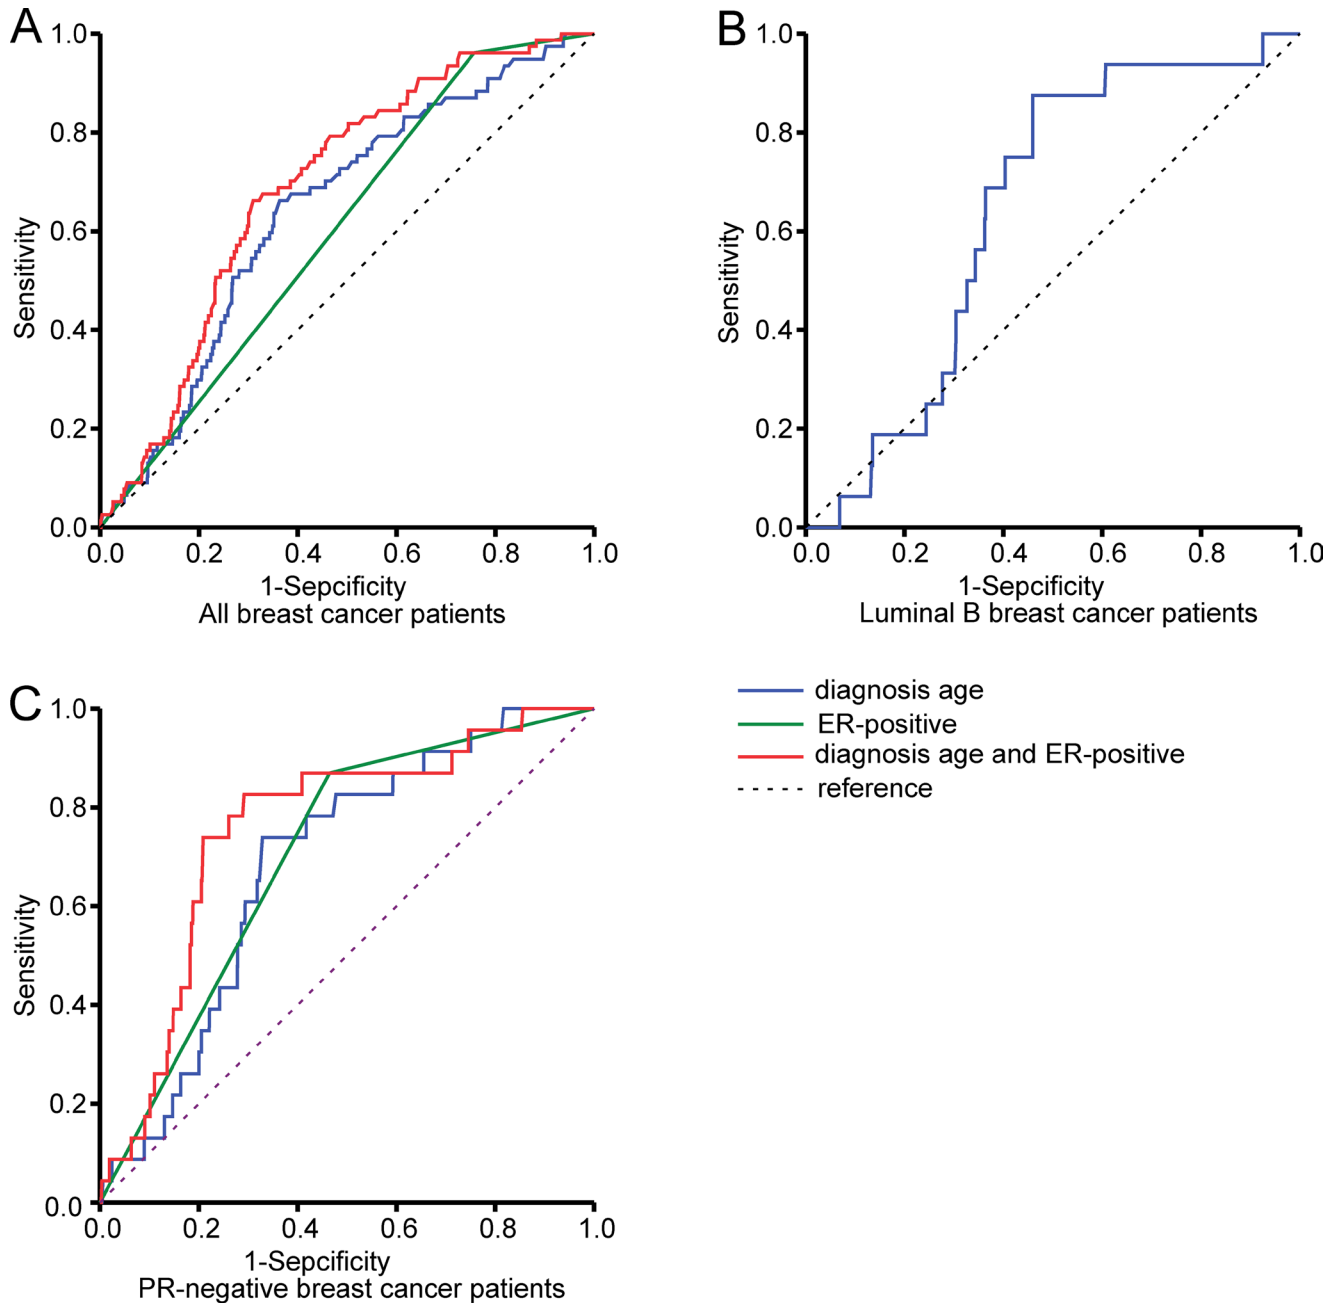 A
1.0
0.8
0.6
0.4
0.2
0.0
Sensitivity
0.0 0.2 0.4 0.6 0.8 1.0
1-Sepcificity
All breast cancer patients
B
1.0
0.8
0.6
0.4
0.2
0.0
Sensitivity
0.0 0.2 0.4 0.6 0.8 1.0
1-Sepcificity
Luminal B breast cancer patients
C
1.0
0.8
0.6
0.4
0.2
0.0
Sensitivity
0.0 0.2 0.4 0.6 0.8 1.0
1-Sepcificity
PR-negative breast cancer patients
diagnosis age
ER-positive
diagnosis age and ER-positive
reference